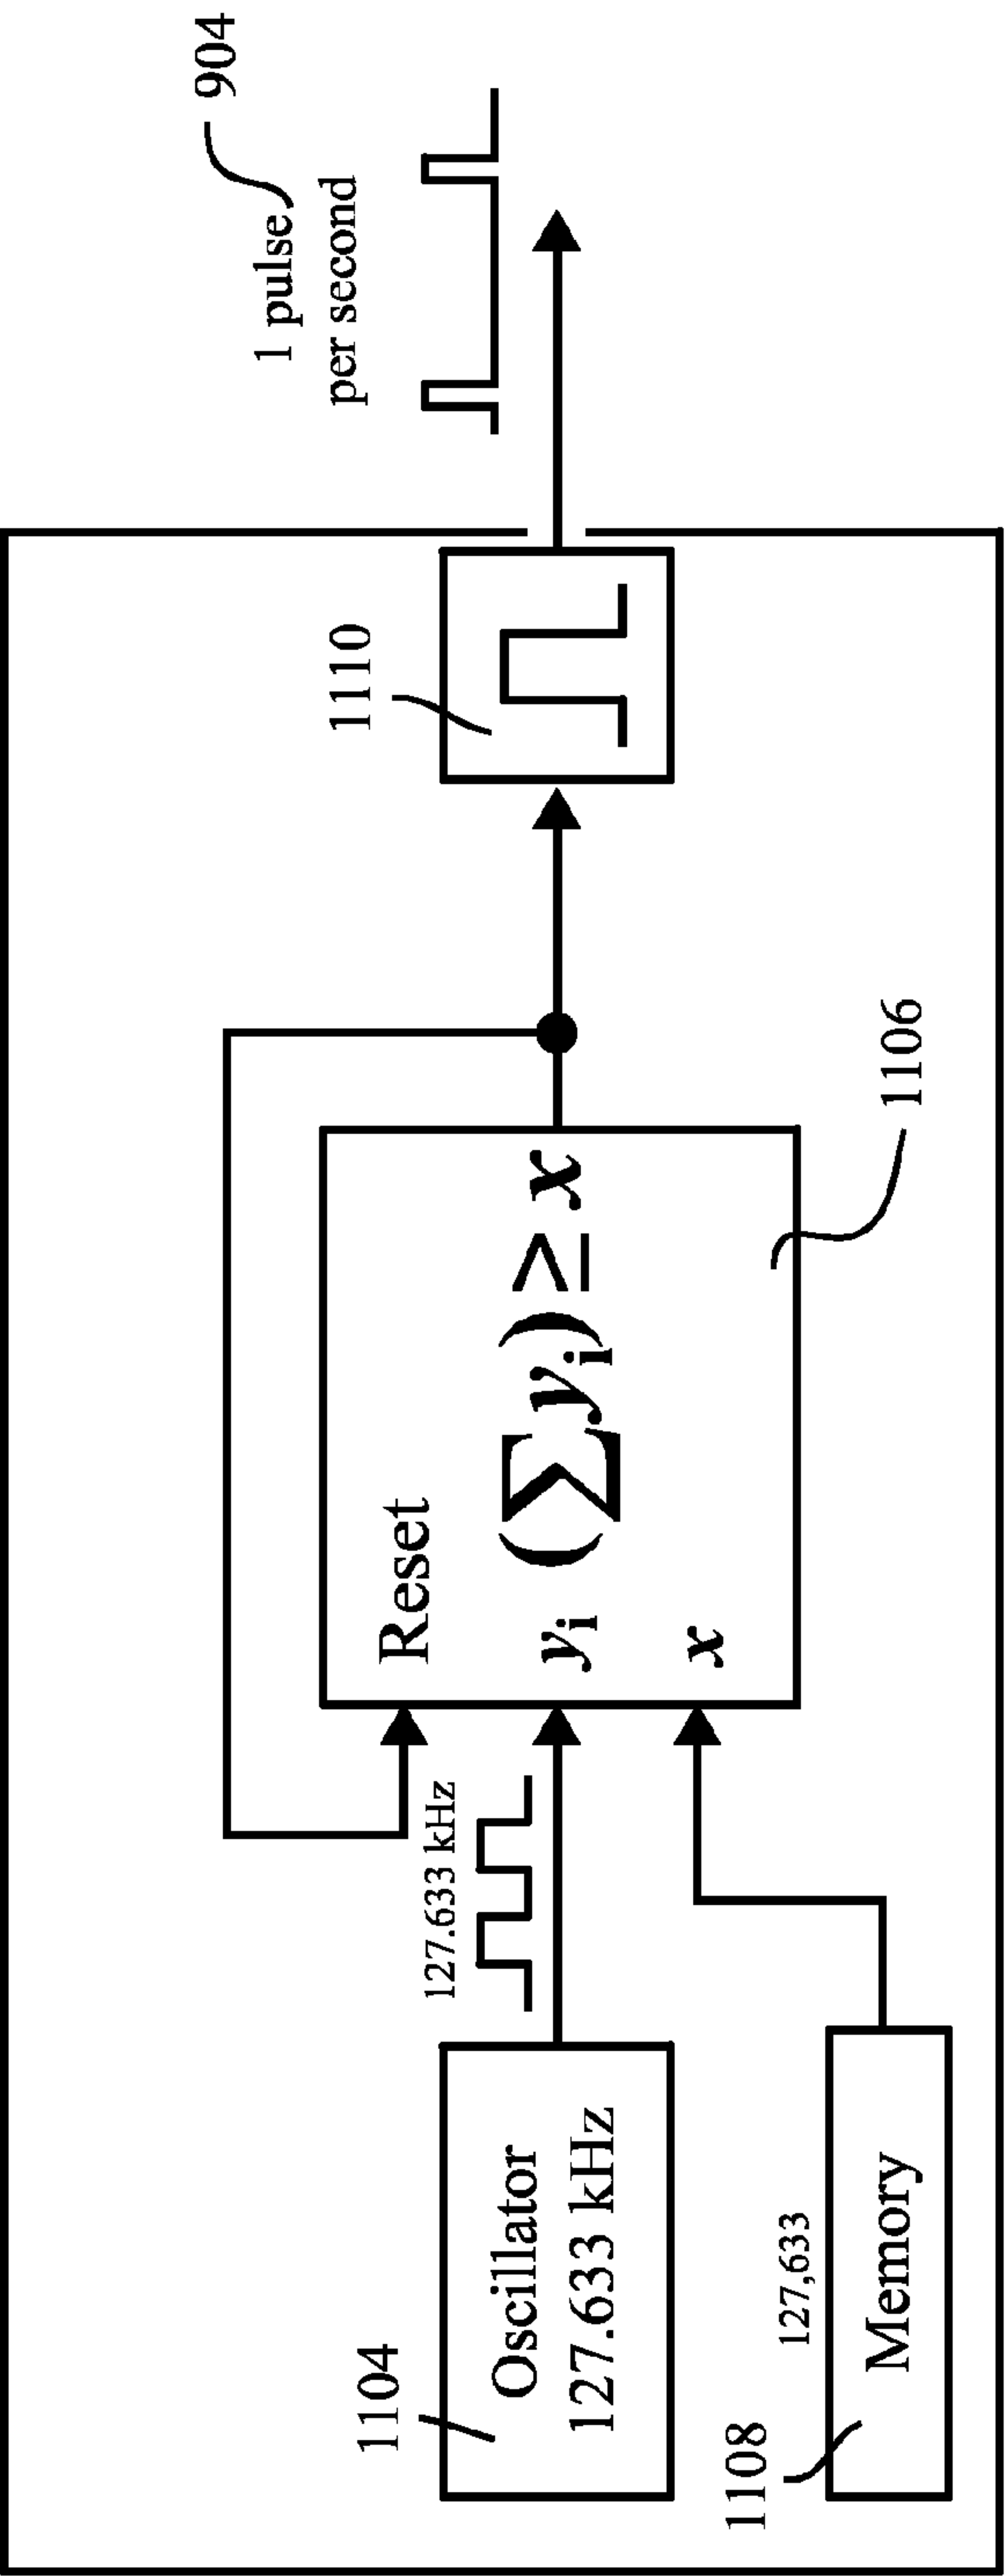 1 pulse
per second
904
1110
Reset
yᵢ (∑yᵢ) ≥ x
x
1106
127.633 kHz
1104
Oscillator
127.633 kHz
127,633
1108
Memory